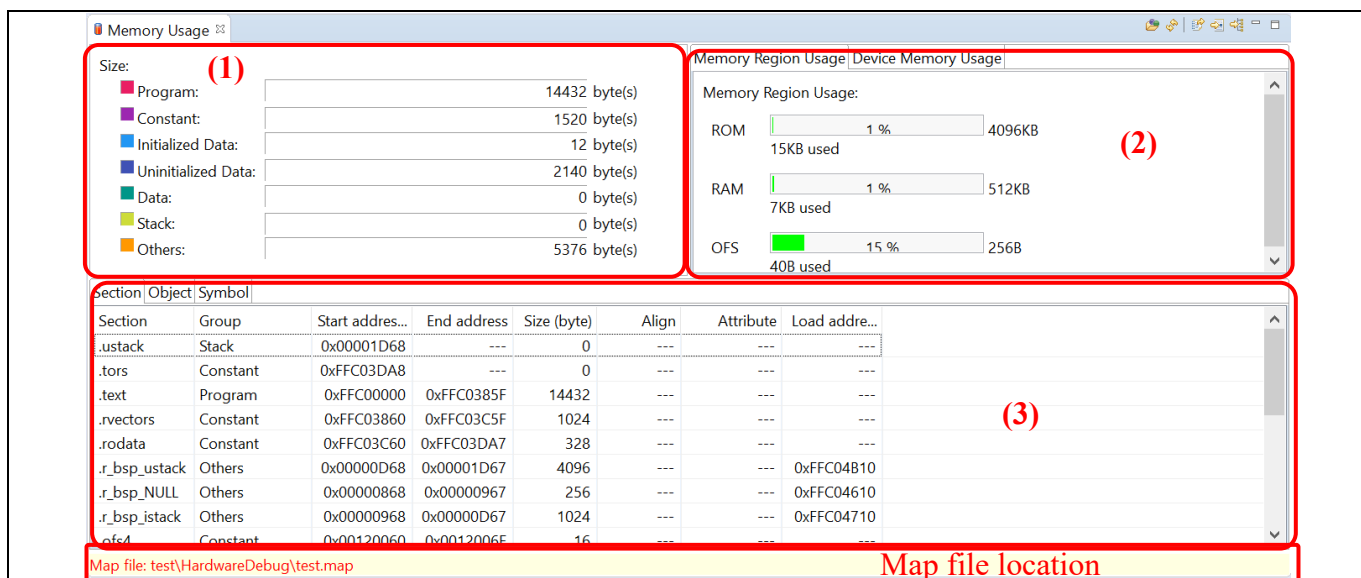 Memory Usage
Size:
(1)
Program: 14432 byte(s)
Constant: 1520 byte(s)
Initialized Data: 12 byte(s)
Uninitialized Data: 2140 byte(s)
Data: 0 byte(s)
Stack: 0 byte(s)
Others: 5376 byte(s)
Memory Region Usage Device Memory Usage
Memory Region Usage:
ROM 1 % 4096KB
15KB used
(2)
RAM 1 % 512KB
7KB used
OFS 15 % 256B
40B used
Section Object Symbol
Section Group Start addres... End address Size (byte) Align Attribute Load addre...
.ustack Stack 0x00001D68 --- 0 --- --- ---
.tors Constant 0xFFC03DA8 --- 0 --- --- ---
.text Program 0xFFC00000 0xFFC0385F 14432 --- --- ---
.rvectors Constant 0xFFC03860 0xFFC03C5F 1024 --- --- ---
(3)
.rodata Constant 0xFFC03C60 0xFFC03DA7 328 --- --- ---
.r_bsp_ustack Others 0x00000D68 0x00001D67 4096 --- --- 0xFFC04B10
.r_bsp_NULL Others 0x00000868 0x00000967 256 --- --- 0xFFC04610
.r_bsp_istack Others 0x00000968 0x00000D67 1024 --- --- 0xFFC04710
.ofs4 Constant 0x00120060 0x0012006F 16 --- --- ---
Map file: test\HardwareDebug\test.map
Map file location